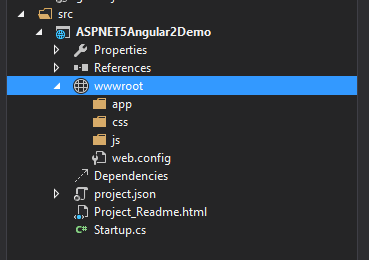 src
ASPNET5Angular2Demo
Properties
References
wwwroot
app
css
js
web.config
Dependencies
project.json
Project_Readme.html
C# Startup.cs